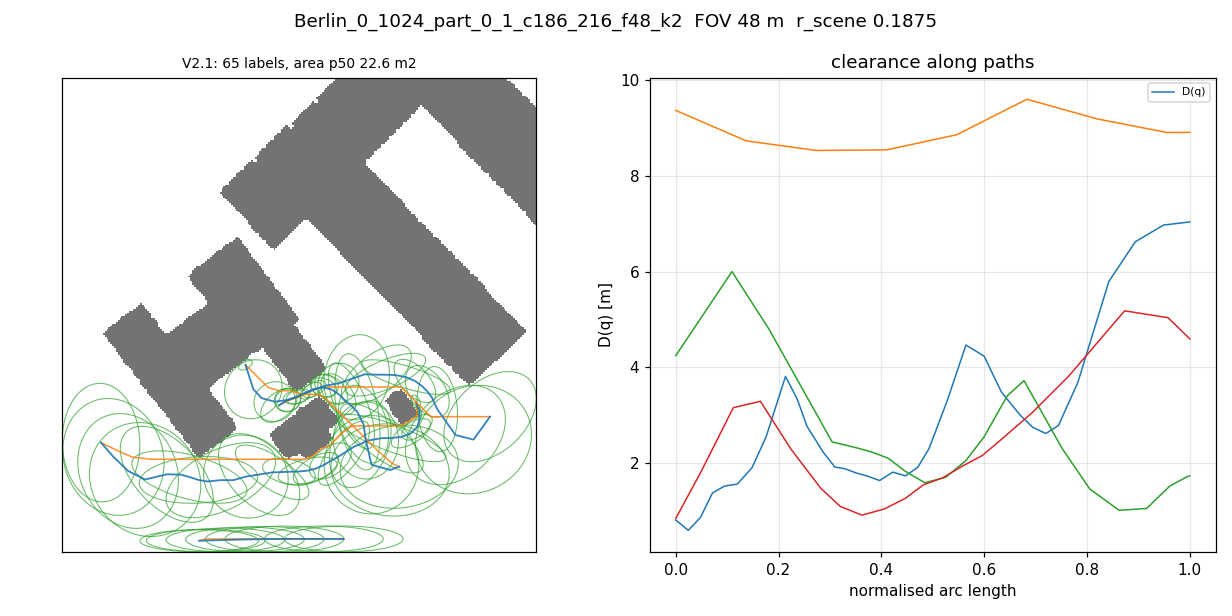 Berlin_0_1024_part_0_1_c186_216_f48_k2  FOV 48 m  r_scene 0.1875
V2.1: 65 labels, area p50 22.6 m2
clearance along paths
D(q)
10
8
6
4
2
D(q) [m]
0.0 0.2 0.4 0.6 0.8 1.0
normalised arc length